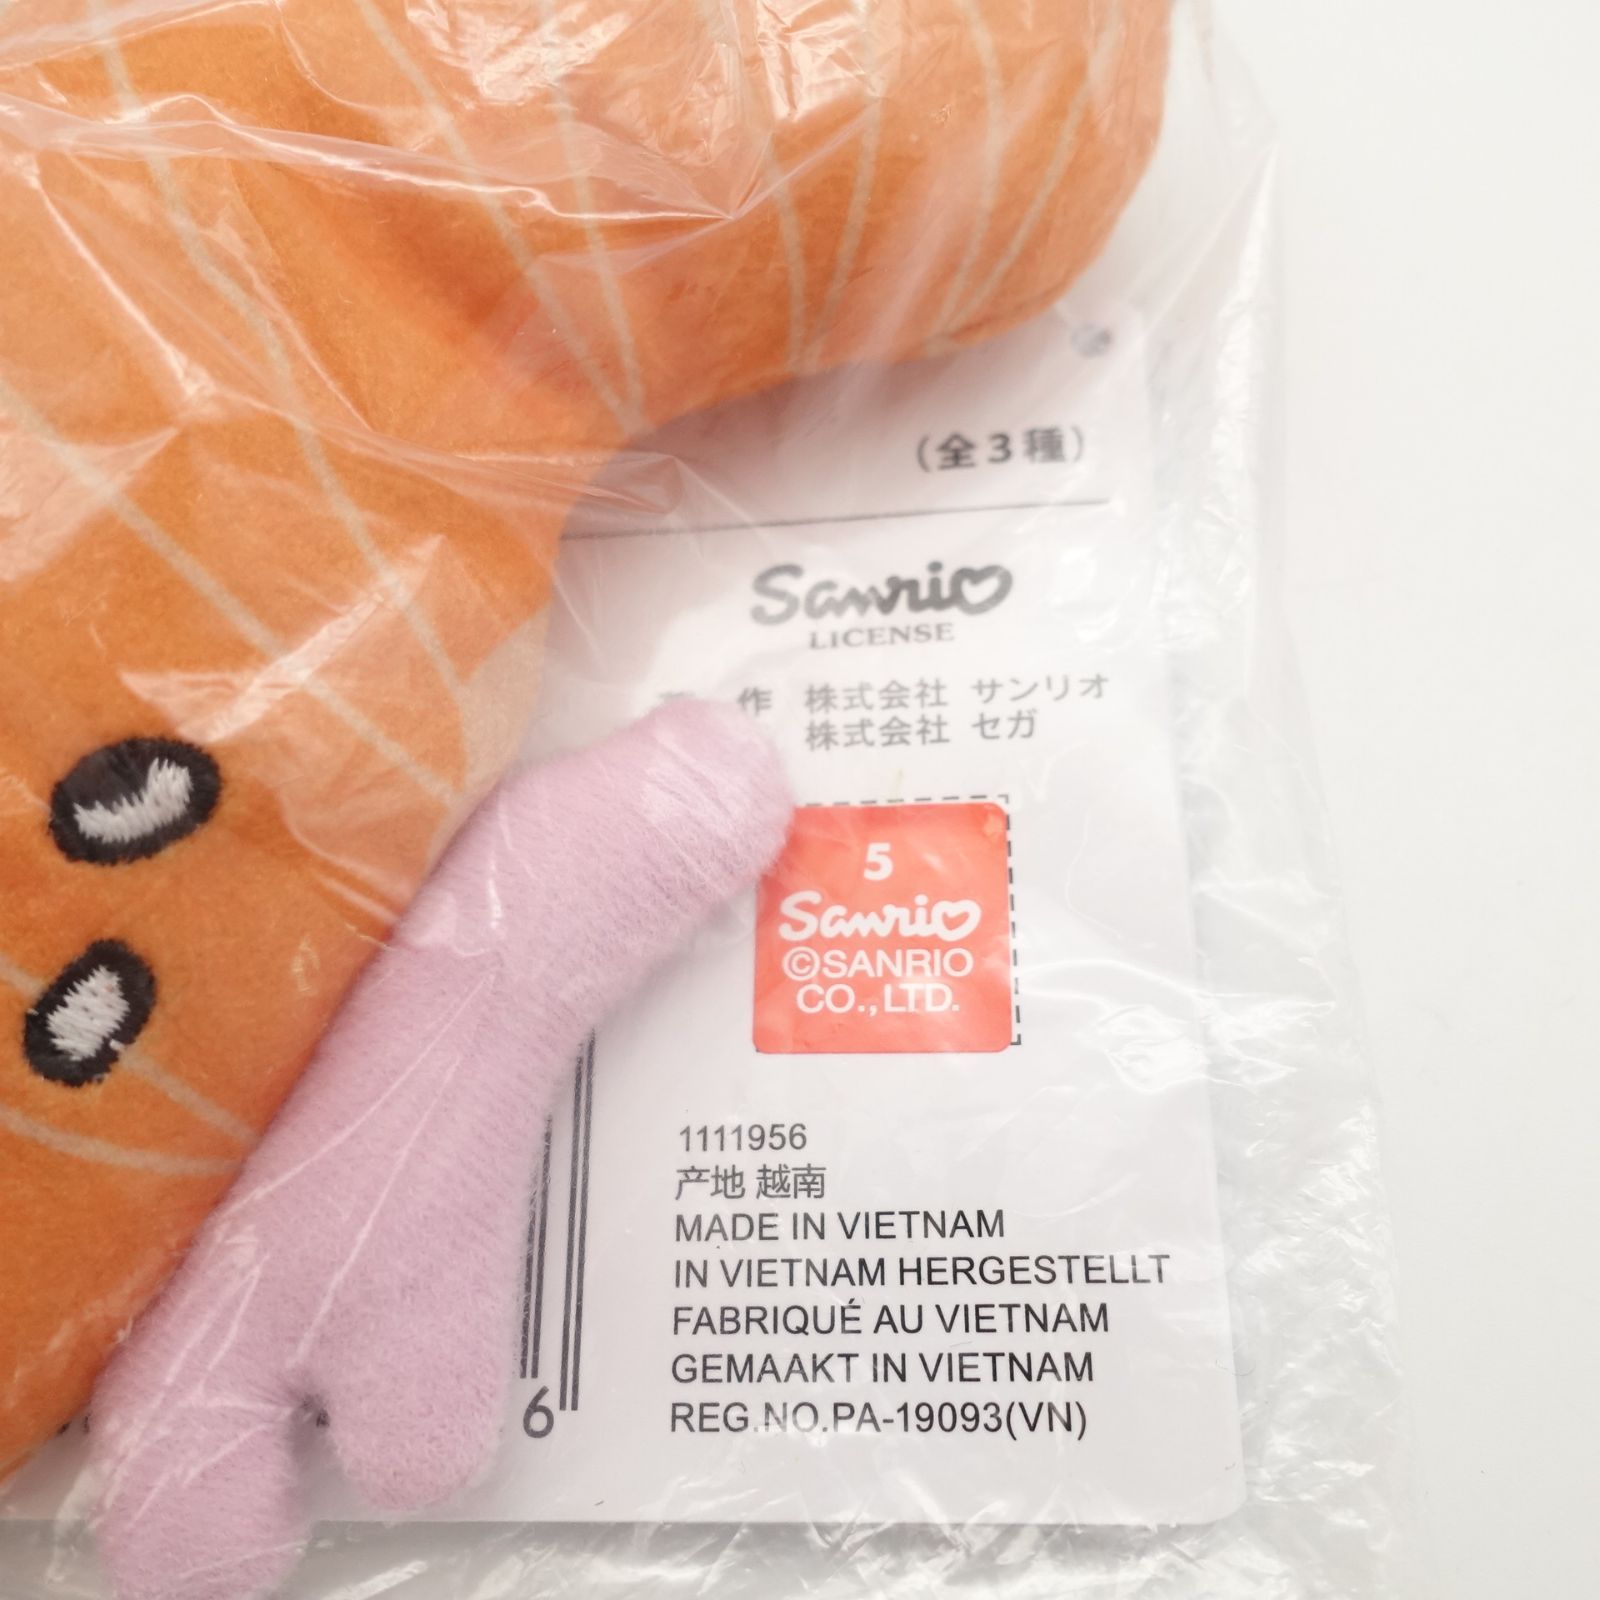 (全3種)
Sanrio
LICENSE
作 株式会社 サンリオ
株式会社 セガ
5
Sanrio
©SANRIO
CO.,LTD.
1111956
产地 越南
MADE IN VIETNAM
IN VIETNAM HERGESTELLT
FABRIQUÉ AU VIETNAM
GEMAAKT IN VIETNAM
REG.NO.PA-19093(VN)
6